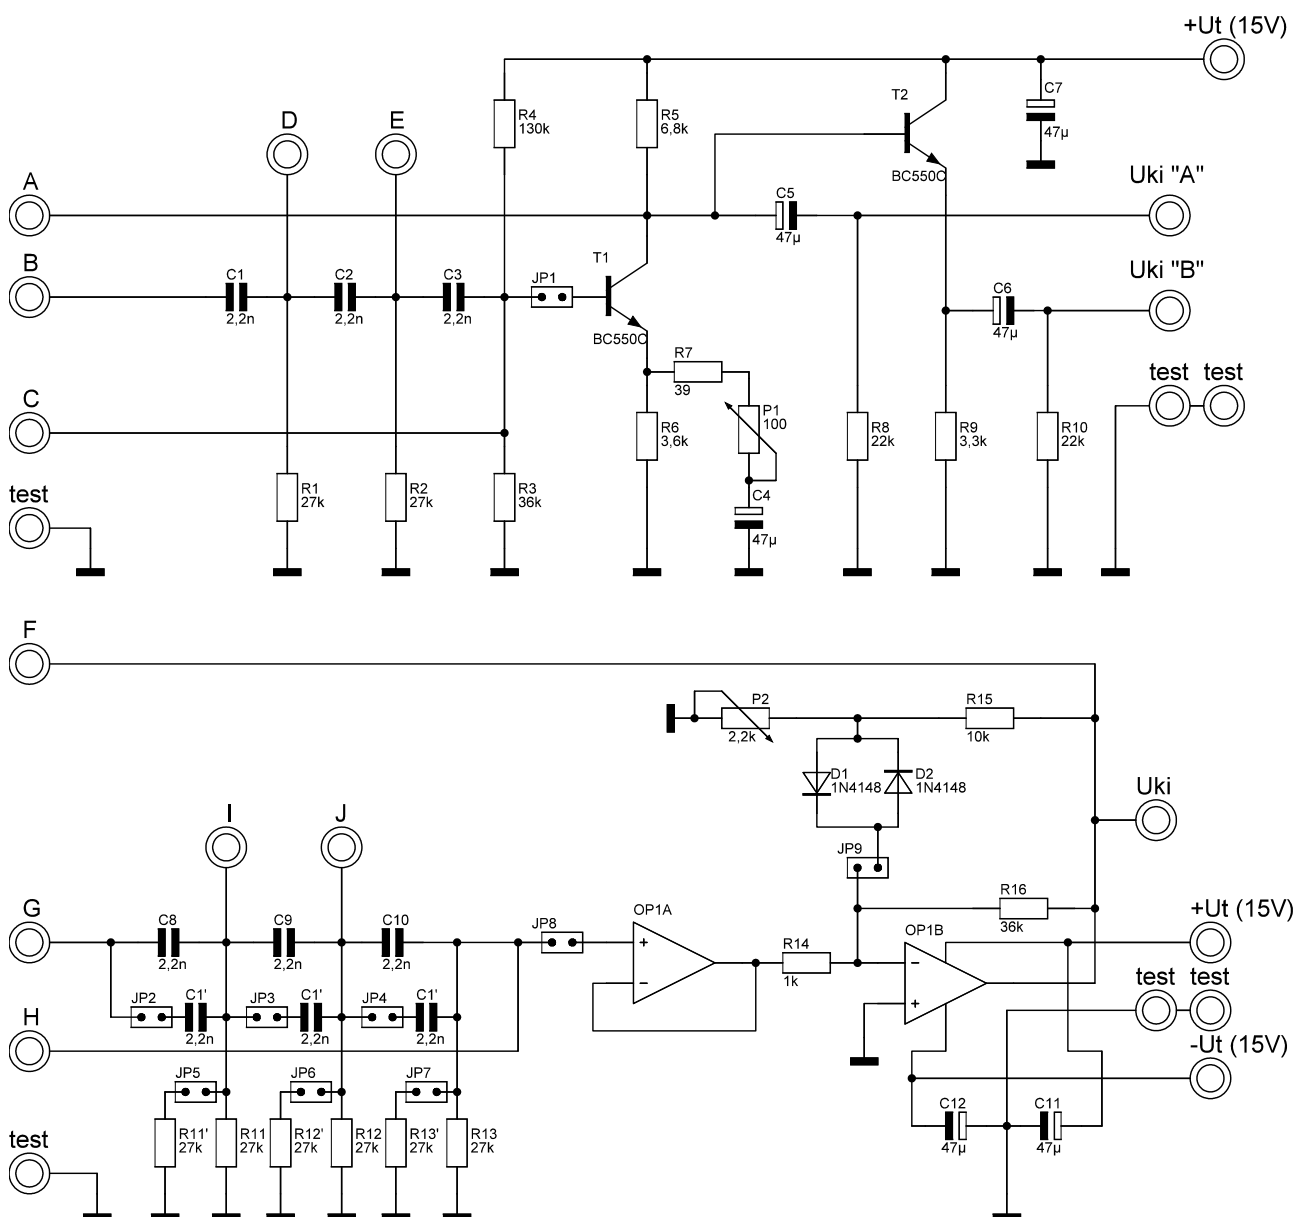 +Ut (15V)
D
E
R4
130k
R5
6,8k
T2
BC550C
C7
47µ
A
C5
47µ
Uki "A"
B
C1
2,2n
C2
2,2n
C3
2,2n
JP1
T1
BC550C
C6
47µ
Uki "B"
R7
39
P1
100
test
test
C
R6
3,6k
R8
22k
R9
3,3k
R10
22k
test
R1
27k
R2
27k
R3
36k
C4
47µ
F
P2
2,2k
R15
10k
D1
1N4148
D2
1N4148
Uki
I
J
JP9
G
C8
2,2n
C9
2,2n
C10
2,2n
JP8
OP1A
R14
1k
R16
36k
OP1B
+Ut (15V)
+
−
−
+
test
test
H
JP2
C1'
2,2n
JP3
C1'
2,2n
JP4
C1'
2,2n
-Ut (15V)
JP5
JP6
JP7
C12
47µ
C11
47µ
test
R11'
27k
R11
27k
R12'
27k
R12
27k
R13'
27k
R13
27k